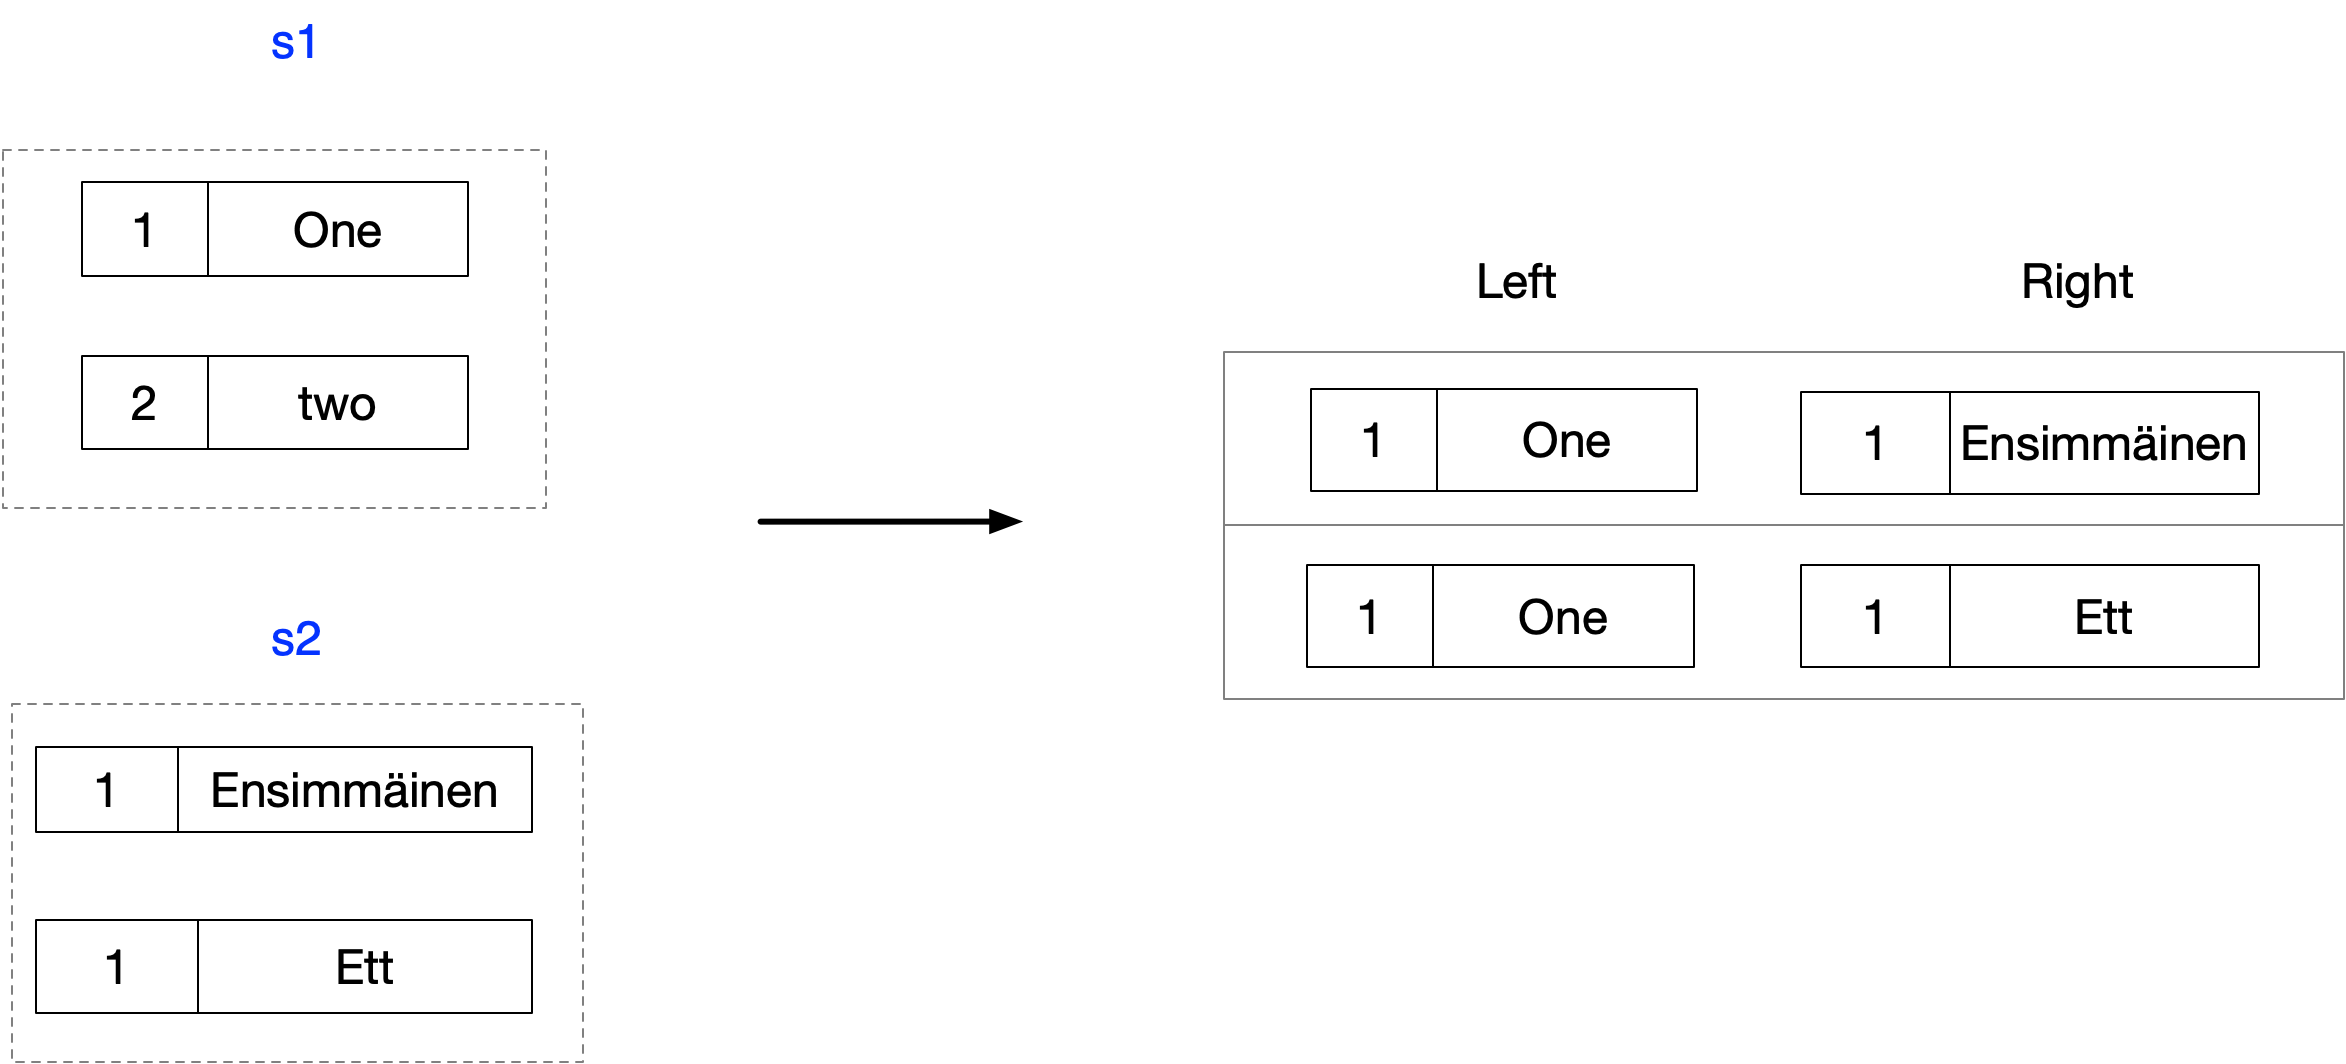 s1
1 One
2 two
s2
1 Ensimmäinen
1 Ett
Left Right
1 One 1 Ensimmäinen
1 One 1 Ett